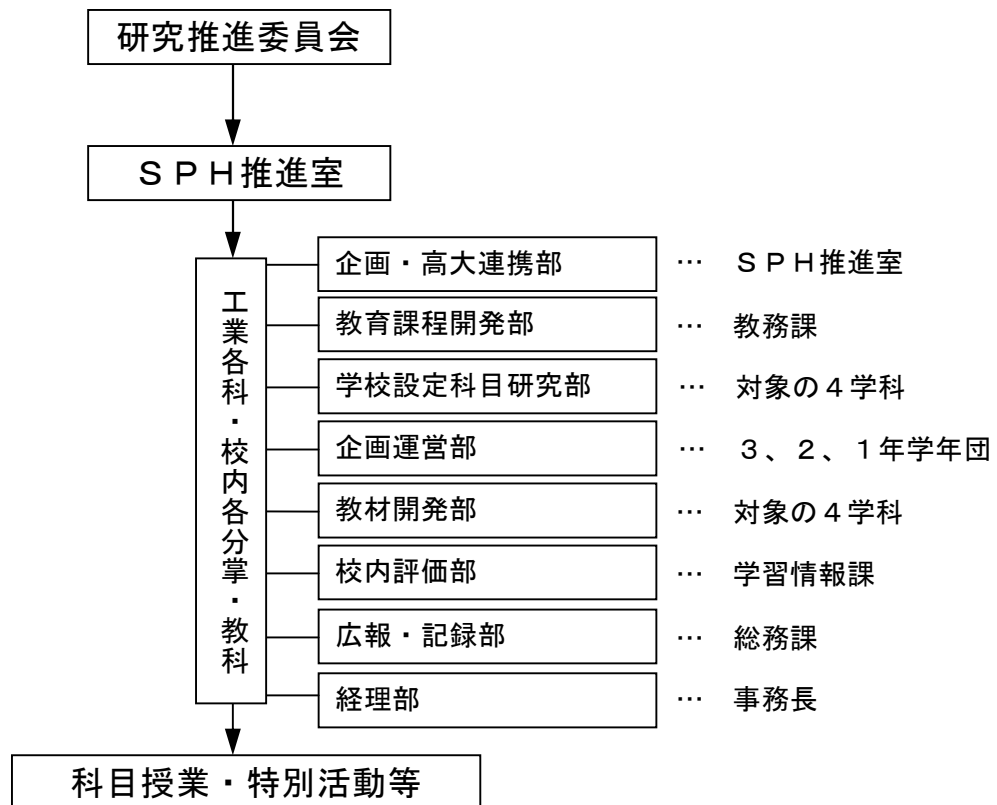 研究推進委員会
ＳＰＨ推進室
工業各科・校内各分掌・教科
企画・高大連携部 … ＳＰＨ推進室
教育課程開発部 … 教務課
学校設定科目研究部 … 対象の４学科
企画運営部 … ３、２、１年学年団
教材開発部 … 対象の４学科
校内評価部 … 学習情報課
広報・記録部 … 総務課
経理部 … 事務長
科目授業・特別活動等